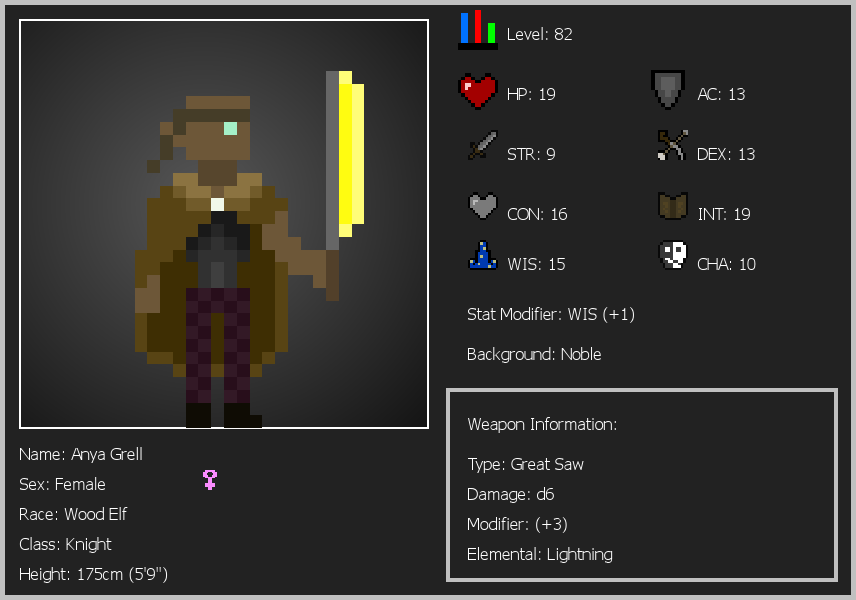 Level: 82
HP: 19
AC: 13
STR: 9
DEX: 13
CON: 16
INT: 19
WIS: 15
CHA: 10
Stat Modifier: WIS (+1)
Background: Noble
Weapon Information:
Type: Great Saw
Damage: d6
Modifier: (+3)
Elemental: Lightning
Name: Anya Grell
Sex: Female
Race: Wood Elf
Class: Knight
Height: 175cm (5'9")